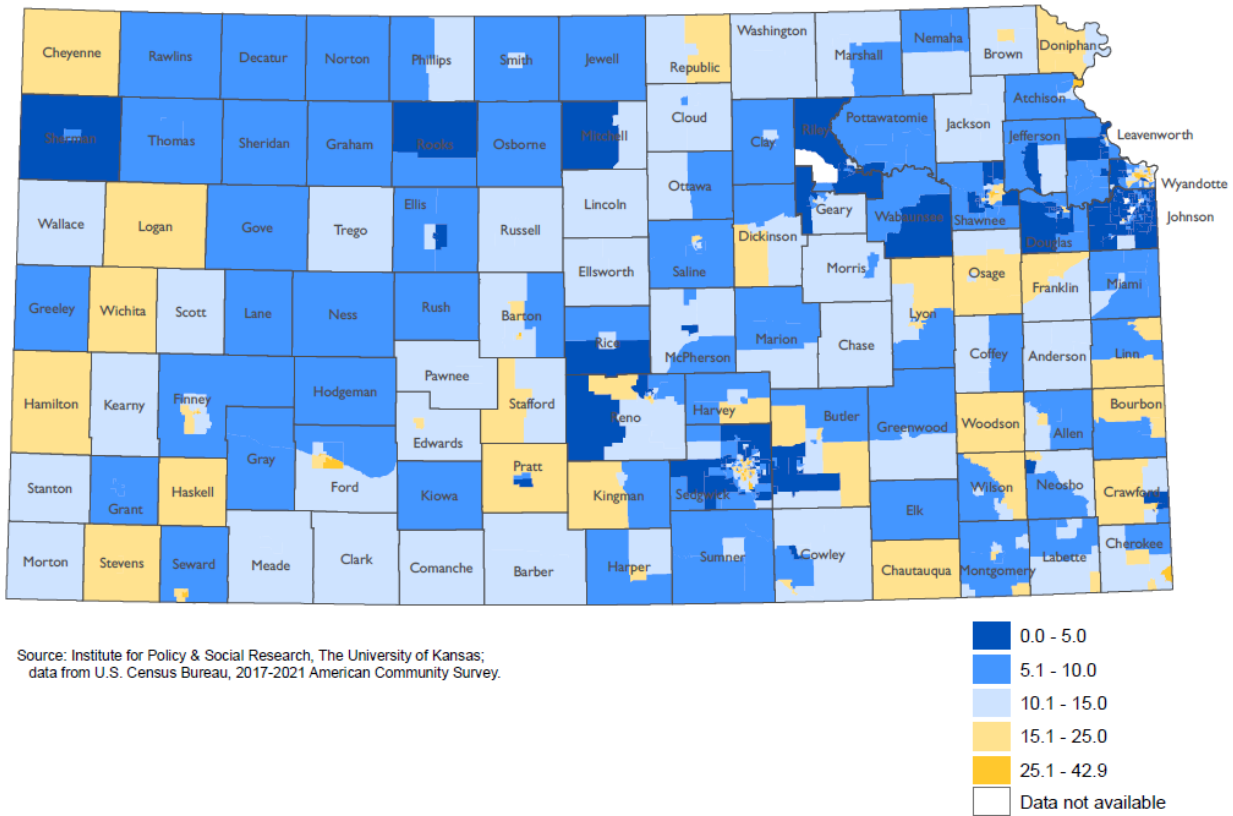 Cheyenne
Rawlins
Decatur
Norton
Phillips
Smith
Jewell
Republic
Washington
Marshall
Nemaha
Brown
Doniphan
Sherman
Thomas
Sheridan
Graham
Rooks
Osborne
Mitchell
Cloud
Clay
Riley
Pottawatomie
Jackson
Atchison
Jefferson
Leavenworth
Wyandotte
Johnson
Wallace
Logan
Gove
Trego
Ellis
Russell
Lincoln
Ottawa
Saline
Dickinson
Geary
Wabaunsee
Shawnee
Douglas
Ellsworth
Morris
Osage
Franklin
Miami
Greeley
Wichita
Scott
Lane
Ness
Rush
Barton
Rice
McPherson
Marion
Chase
Lyon
Coffey
Anderson
Linn
Hamilton
Kearny
Finney
Hodgeman
Pawnee
Stafford
Edwards
Reno
Harvey
Butler
Greenwood
Woodson
Allen
Bourbon
Stanton
Grant
Haskell
Gray
Ford
Kiowa
Pratt
Kingman
Sedgwick
Elk
Wilson
Neosho
Crawford
Morton
Stevens
Seward
Meade
Clark
Comanche
Barber
Harper
Sumner
Cowley
Chautauqua
Montgomery
Labette
Cherokee
Source: Institute for Policy & Social Research, The University of Kansas;
data from U.S. Census Bureau, 2017-2021 American Community Survey.
0.0 - 5.0
5.1 - 10.0
10.1 - 15.0
15.1 - 25.0
25.1 - 42.9
Data not available